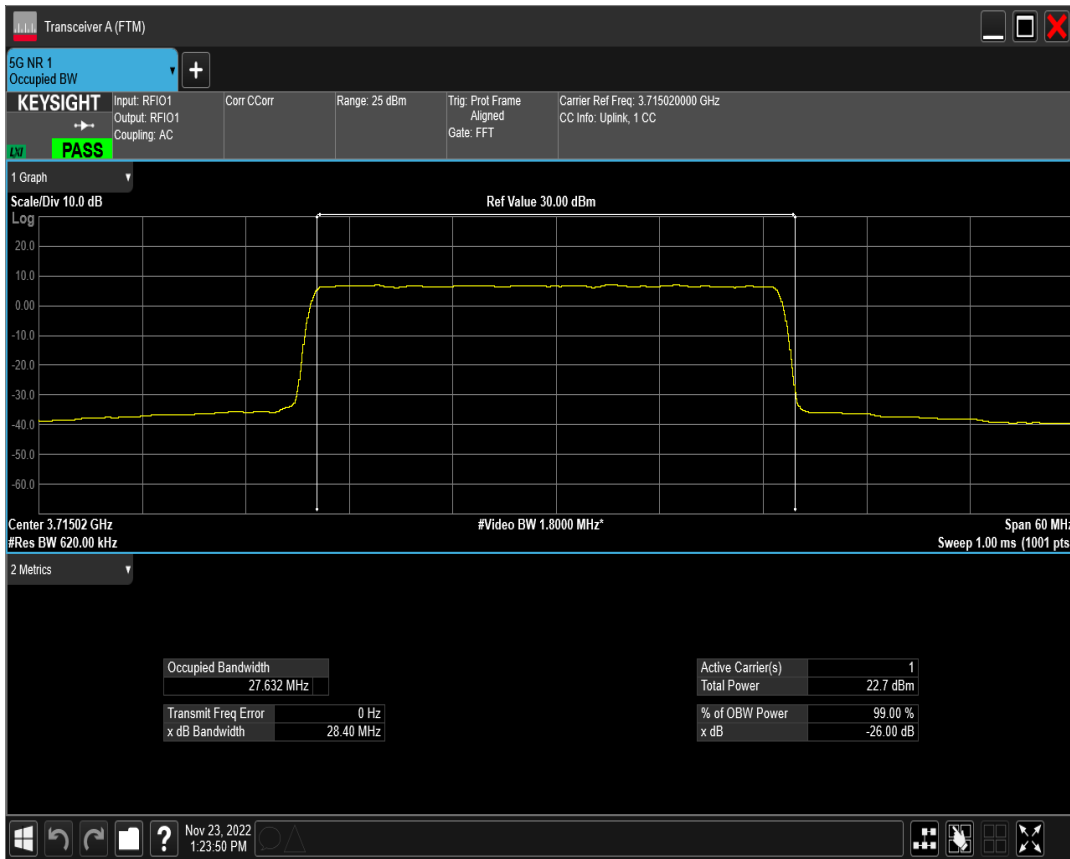 Transceiver A (FTM)
5G NR 1
Occupied BW
+
KEYSIGHT
LXI
PASS
Input: RFIO1
Output: RFIO1
Coupling: AC
Corr CCorr
Range: 25 dBm
Trig: Prot Frame
Aligned
Gate: FFT
Carrier Ref Freq: 3.715020000 GHz
CC Info: Uplink, 1 CC
1 Graph
Scale/Div 10.0 dB
Ref Value 30.00 dBm
Log
20.0
10.0
0.00
-10.0
-20.0
-30.0
-40.0
-50.0
-60.0
Center 3.71502 GHz
#Video BW 1.8000 MHz*
Span 60 MHz
#Res BW 620.00 kHz
Sweep 1.00 ms (1001 pts
2 Metrics
Occupied Bandwidth
27.632 MHz
Transmit Freq Error 0 Hz
x dB Bandwidth 28.40 MHz
Active Carrier(s) 1
Total Power 22.7 dBm
% of OBW Power 99.00 %
x dB -26.00 dB
?
Nov 23, 2022
1:23:50 PM